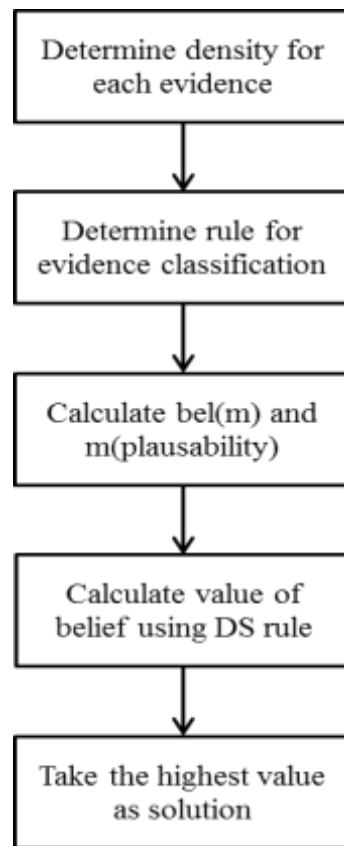 Determine density for
each evidence
Determine rule for
evidence classification
Calculate bel(m) and
m(plausability)
Calculate value of
belief using DS rule
Take the highest value
as solution